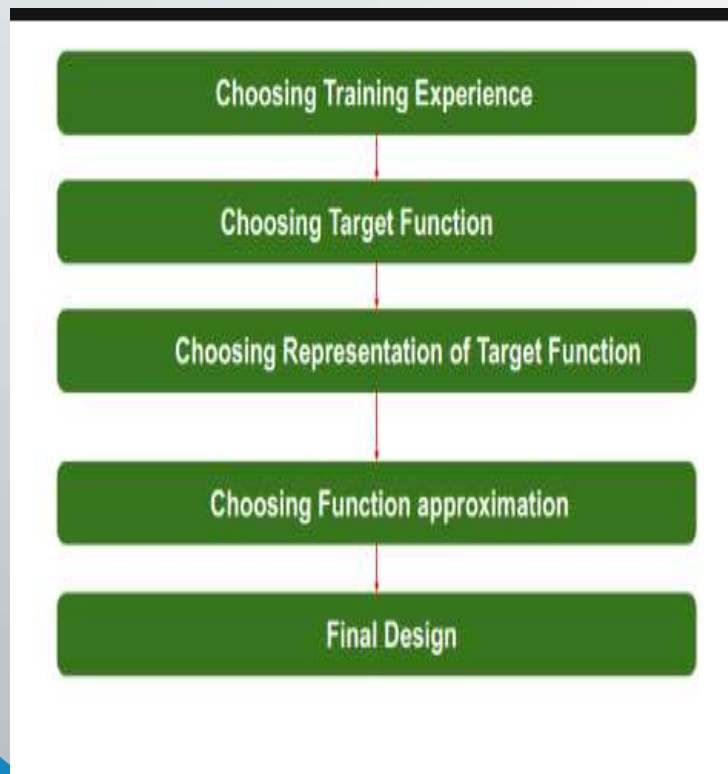 Choosing Training Experience
Choosing Target Function
Choosing Representation of Target Function
Choosing Function approximation
Final Design